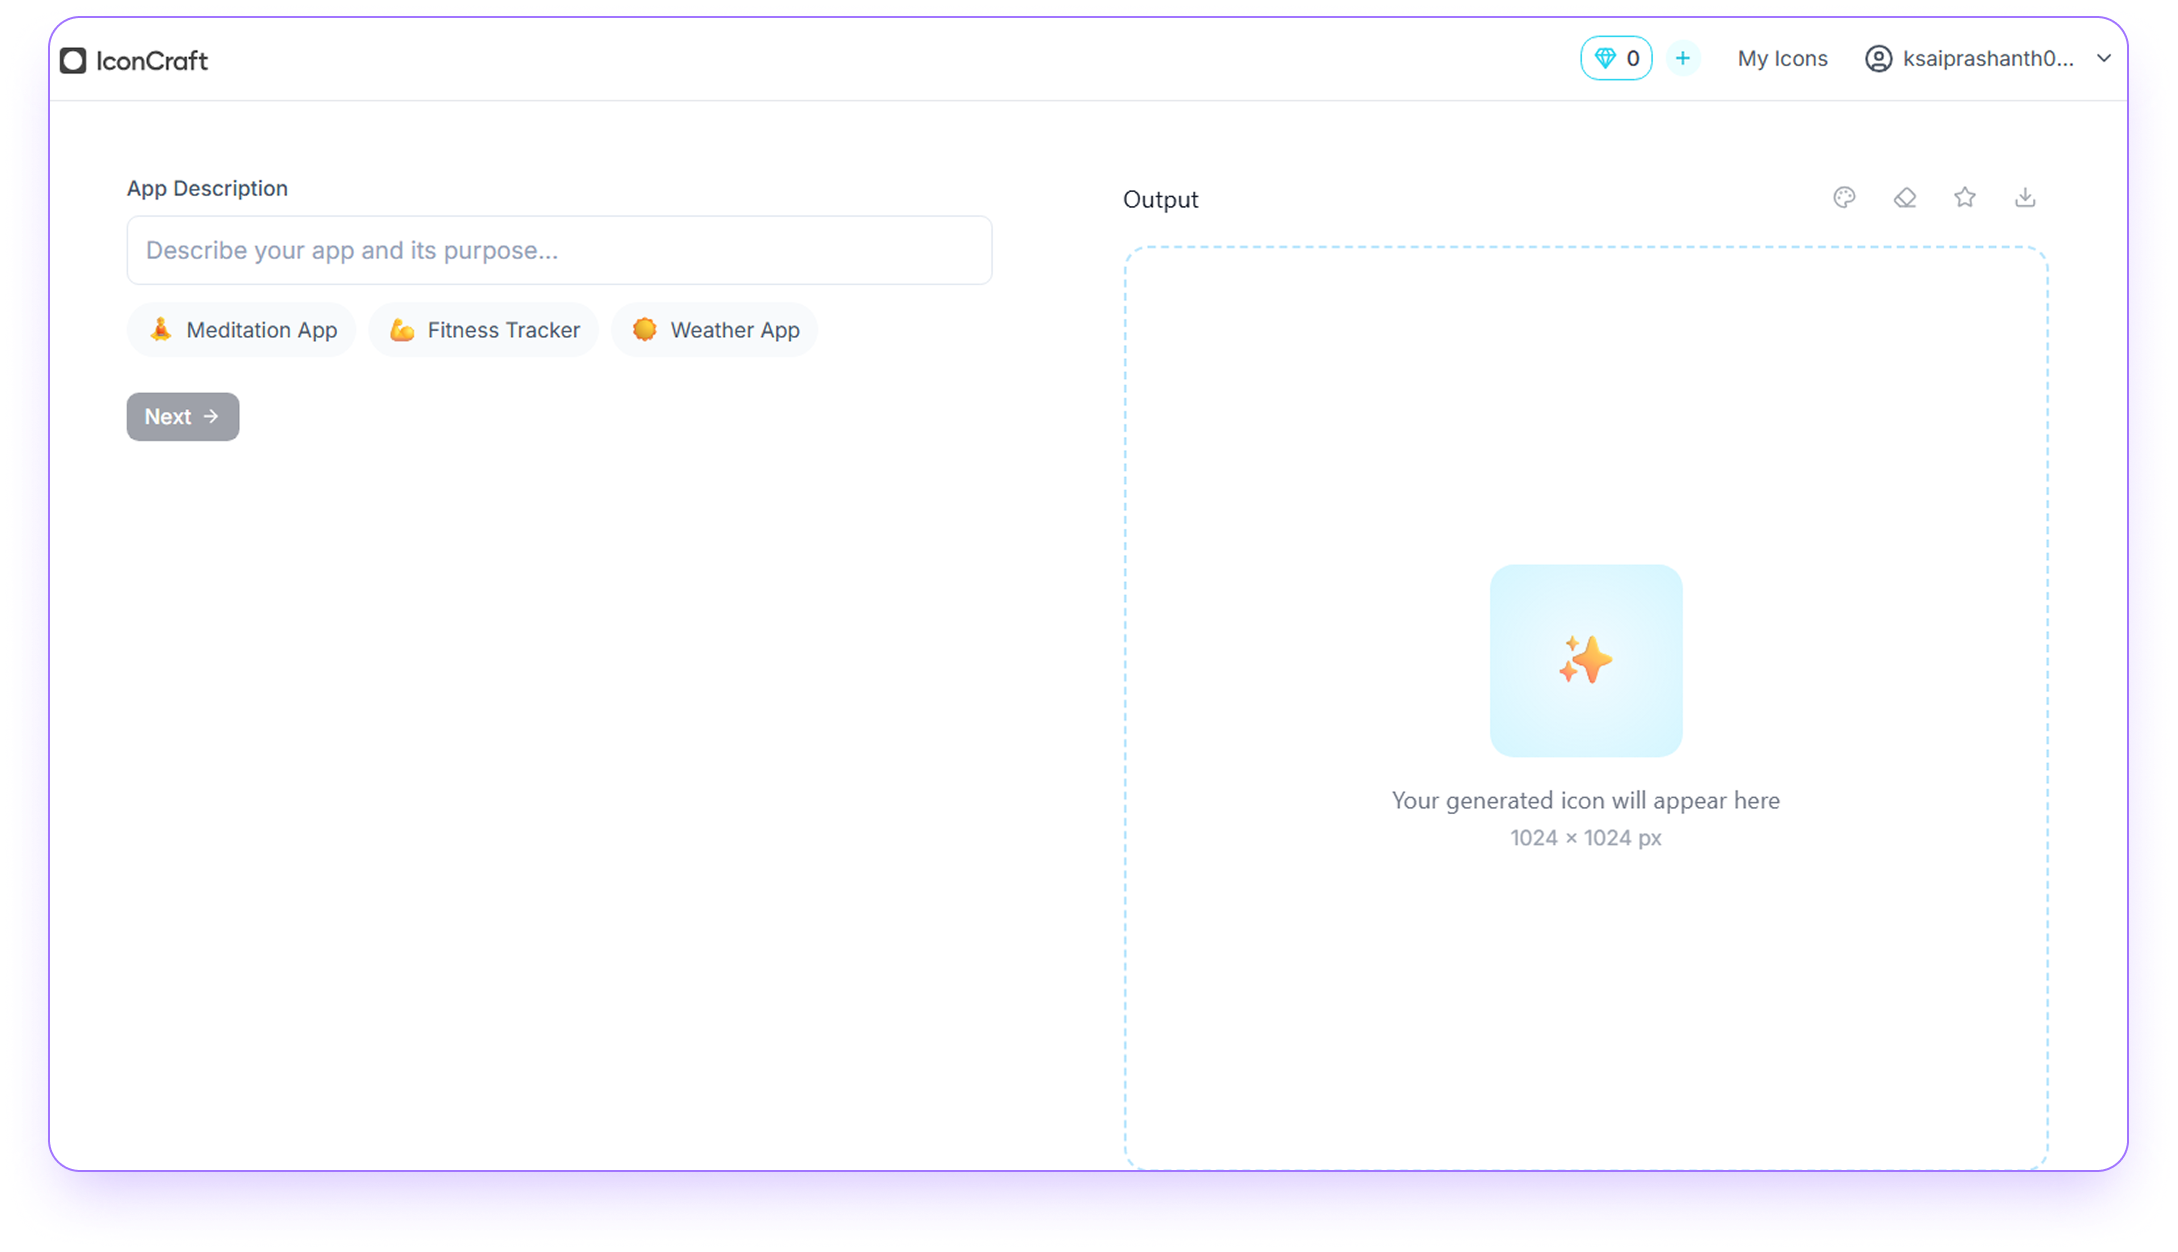 IconCraft
0
+
My Icons
ksaiprashanth0...
App Description
Describe your app and its purpose...
Meditation App
Fitness Tracker
Weather App
Next →
Output
Your generated icon will appear here
1024 × 1024 px